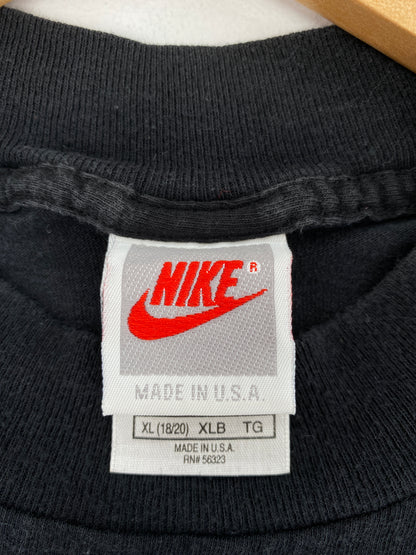 NIKE ®
MADE IN U.S.A.
XL (18/20) XLB TG
MADE IN U.S.A.
RN# 56323